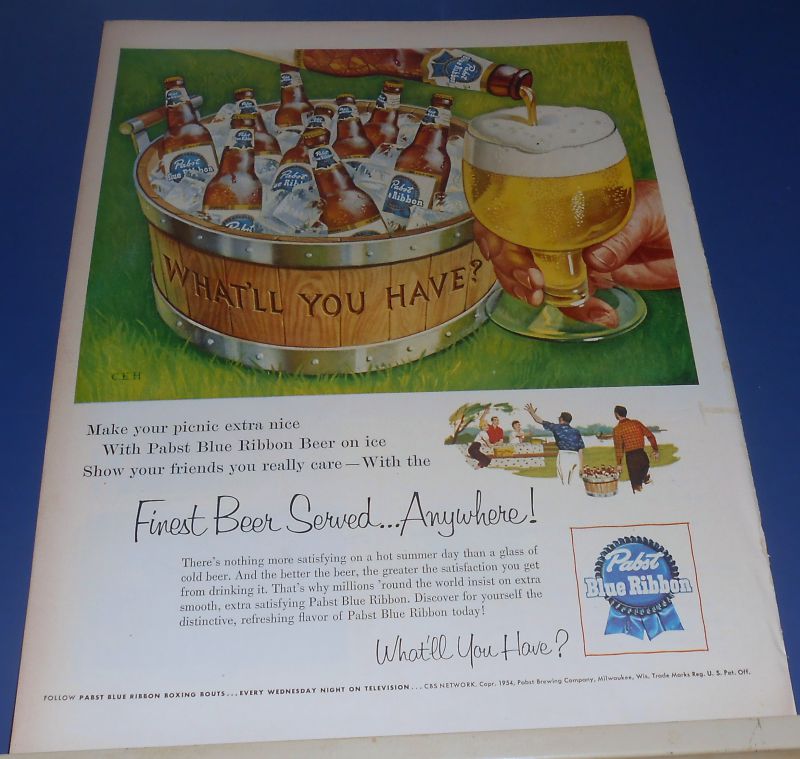 Pabst
Blue Ribbon
Pabst
Blue Ribb
Pabst
e Ribbon
Pabst
WHAT'LL YOU HAVE?
C E H
Make your picnic extra nice
With Pabst Blue Ribbon Beer on ice
Show your friends you really care—With the
Finest Beer Served...Anywhere!
There's nothing more satisfying on a hot summer day than a glass of
cold beer. And the better the beer, the greater the satisfaction you get
from drinking it. That's why millions 'round the world insist on extra
smooth, extra satisfying Pabst Blue Ribbon. Discover for yourself the
distinctive, refreshing flavor of Pabst Blue Ribbon today!
Pabst
Blue Ribbon
What'll You Have?
FOLLOW PABST BLUE RIBBON BOXING BOUTS...EVERY WEDNESDAY NIGHT ON TELEVISION...CBS NETWORK. Copr. 1954, Pabst Brewing Company, Milwaukee, Wis. Trade Marks Reg. U. S. Pat. Off.